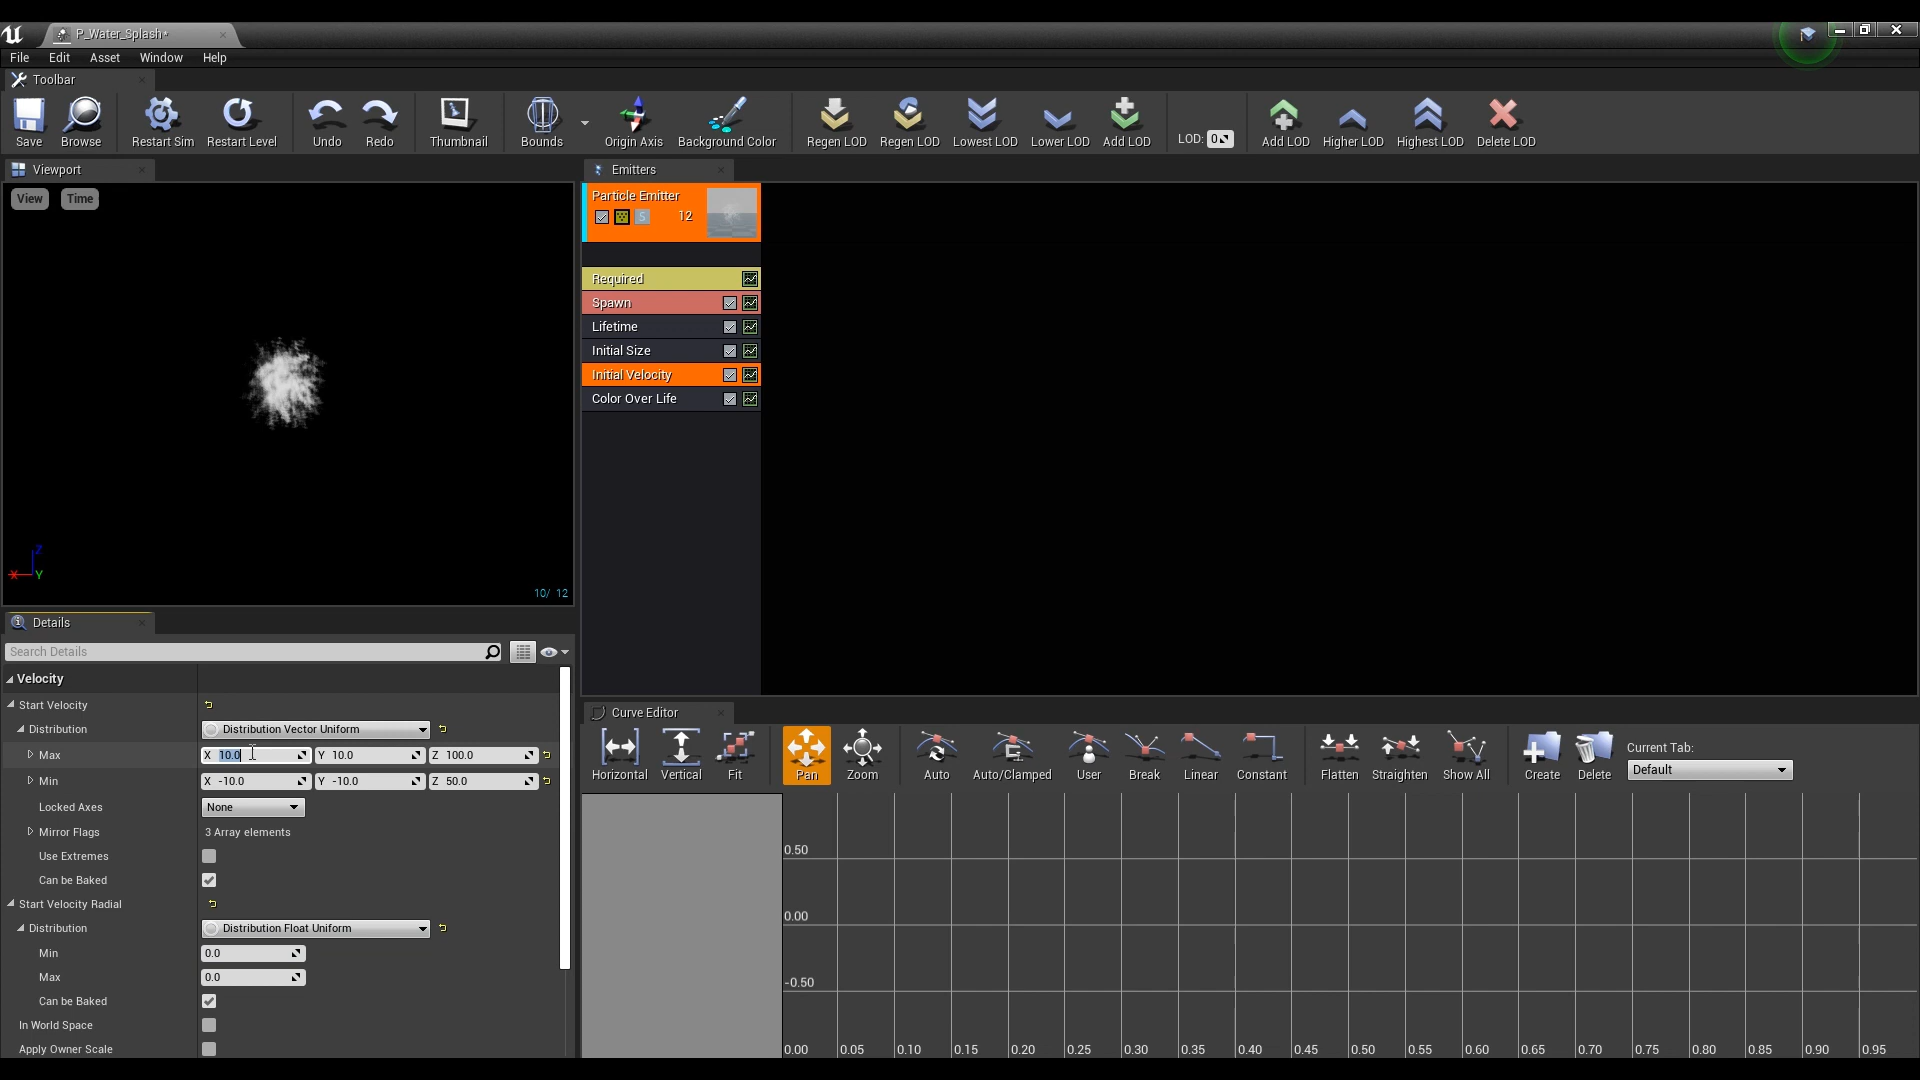 P_Water_Splash*
File Edit Asset Window Help
Toolbar
Save Browse Restart Sim Restart Level Undo Redo Thumbnail Bounds Origin Axis Background Color Regen LOD Regen LOD Lowest LOD Lower LOD Add LOD LOD: 0 Add LOD Higher LOD Highest LOD Delete LOD
Viewport
View Time
Z
X Y
10/ 12
Emitters
Particle Emitter
S 12
Required
Spawn
Lifetime
Initial Size
Initial Velocity
Color Over Life
Details
Search Details
Velocity
Start Velocity
Distribution Distribution Vector Uniform
Max X 10.0 Y 10.0 Z 100.0
Min X -10.0 Y -10.0 Z 50.0
Locked Axes None
Mirror Flags 3 Array elements
Use Extremes
Can be Baked
Start Velocity Radial
Distribution Distribution Float Uniform
Min 0.0
Max 0.0
Can be Baked
In World Space
Apply Owner Scale
Curve Editor
Horizontal Vertical Fit Pan Zoom Auto Auto/Clamped User Break Linear Constant Flatten Straighten Show All Create Delete
Current Tab:
Default
0.50
0.00
-0.50
0.00 0.05 0.10 0.15 0.20 0.25 0.30 0.35 0.40 0.45 0.50 0.55 0.60 0.65 0.70 0.75 0.80 0.85 0.90 0.95